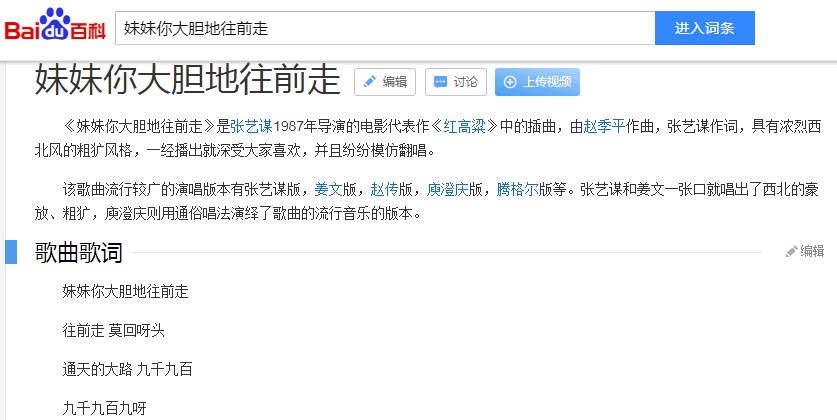 Baidu百科 妹妹你大胆地往前走 进入词条
妹妹你大胆地往前走 编辑 讨论 上传视频
《妹妹你大胆地往前走》是张艺谋1987年导演的电影代表作《红高粱》中的插曲，由赵季平作曲，张艺谋作词，具有浓烈西
北风的粗犷风格，一经播出就深受大家喜欢，并且纷纷模仿翻唱。
该歌曲流行较广的演唱版本有张艺谋版，姜文版，赵传版，庾澄庆版，腾格尔版等。张艺谋和姜文一张口就唱出了西北的豪
放、粗犷，庾澄庆则用通俗唱法演绎了歌曲的流行音乐的版本。
歌曲歌词 编辑
妹妹你大胆地往前走
往前走 莫回呀头
通天的大路 九千九百
九千九百九呀